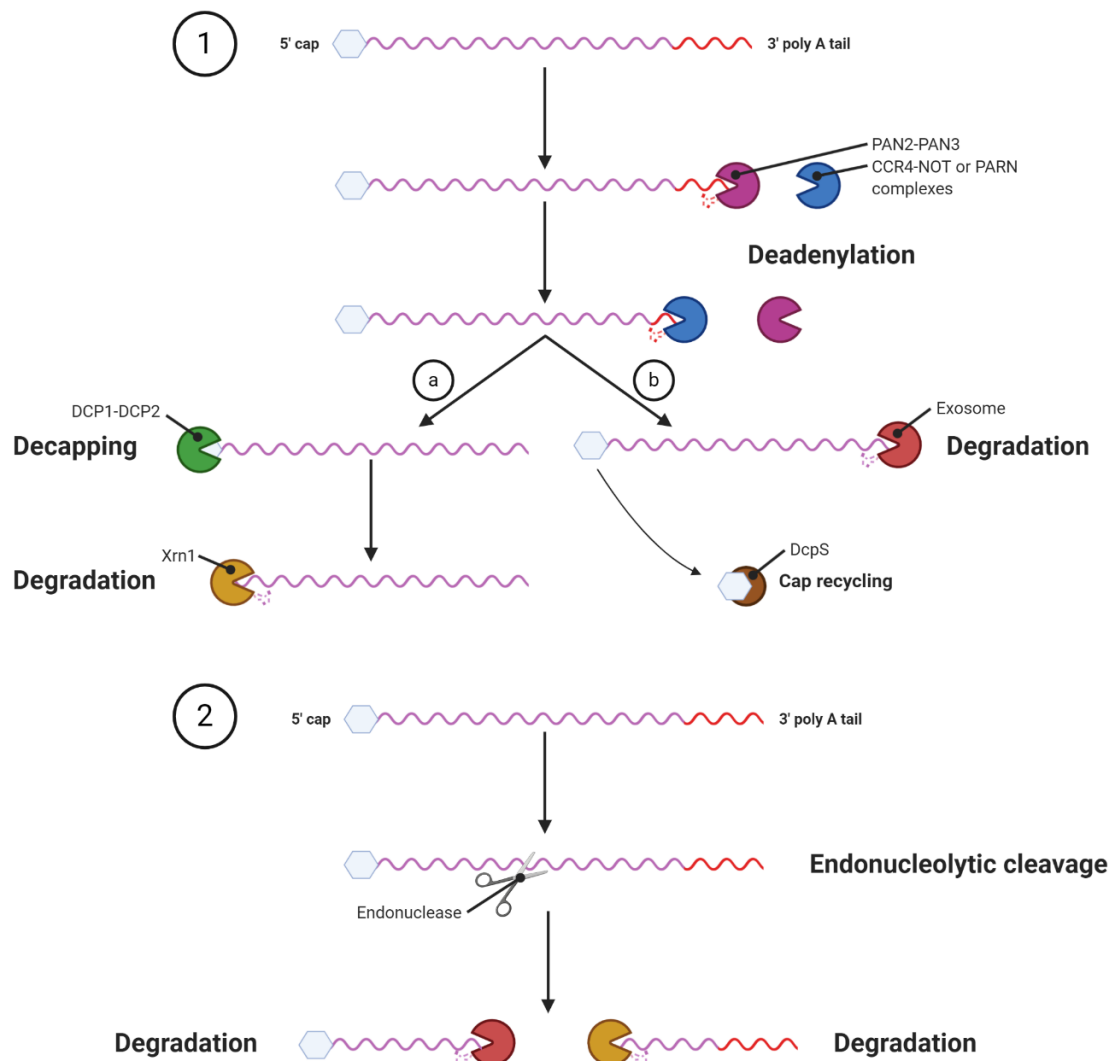 1
5' cap
3' poly A tail
PAN2-PAN3
CCR4-NOT or PARN
complexes
Deadenylation
a
b
DCP1-DCP2
Decapping
Exosome
Degradation
Xrn1
Degradation
DcpS
Cap recycling
2
5' cap
3' poly A tail
Endonucleolytic cleavage
Endonuclease
Degradation
Degradation